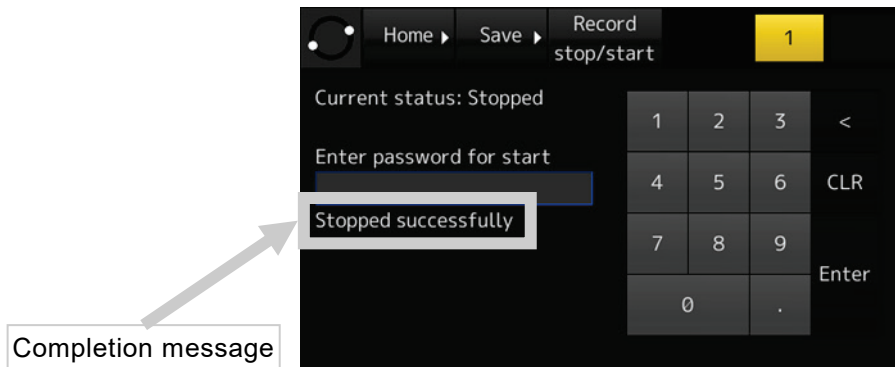 Home
Save
Record
stop/start
1
Current status: Stopped
Enter password for start
Stopped successfully
1 2 3 <
4 5 6 CLR
7 8 9
Enter
0 .
Completion message